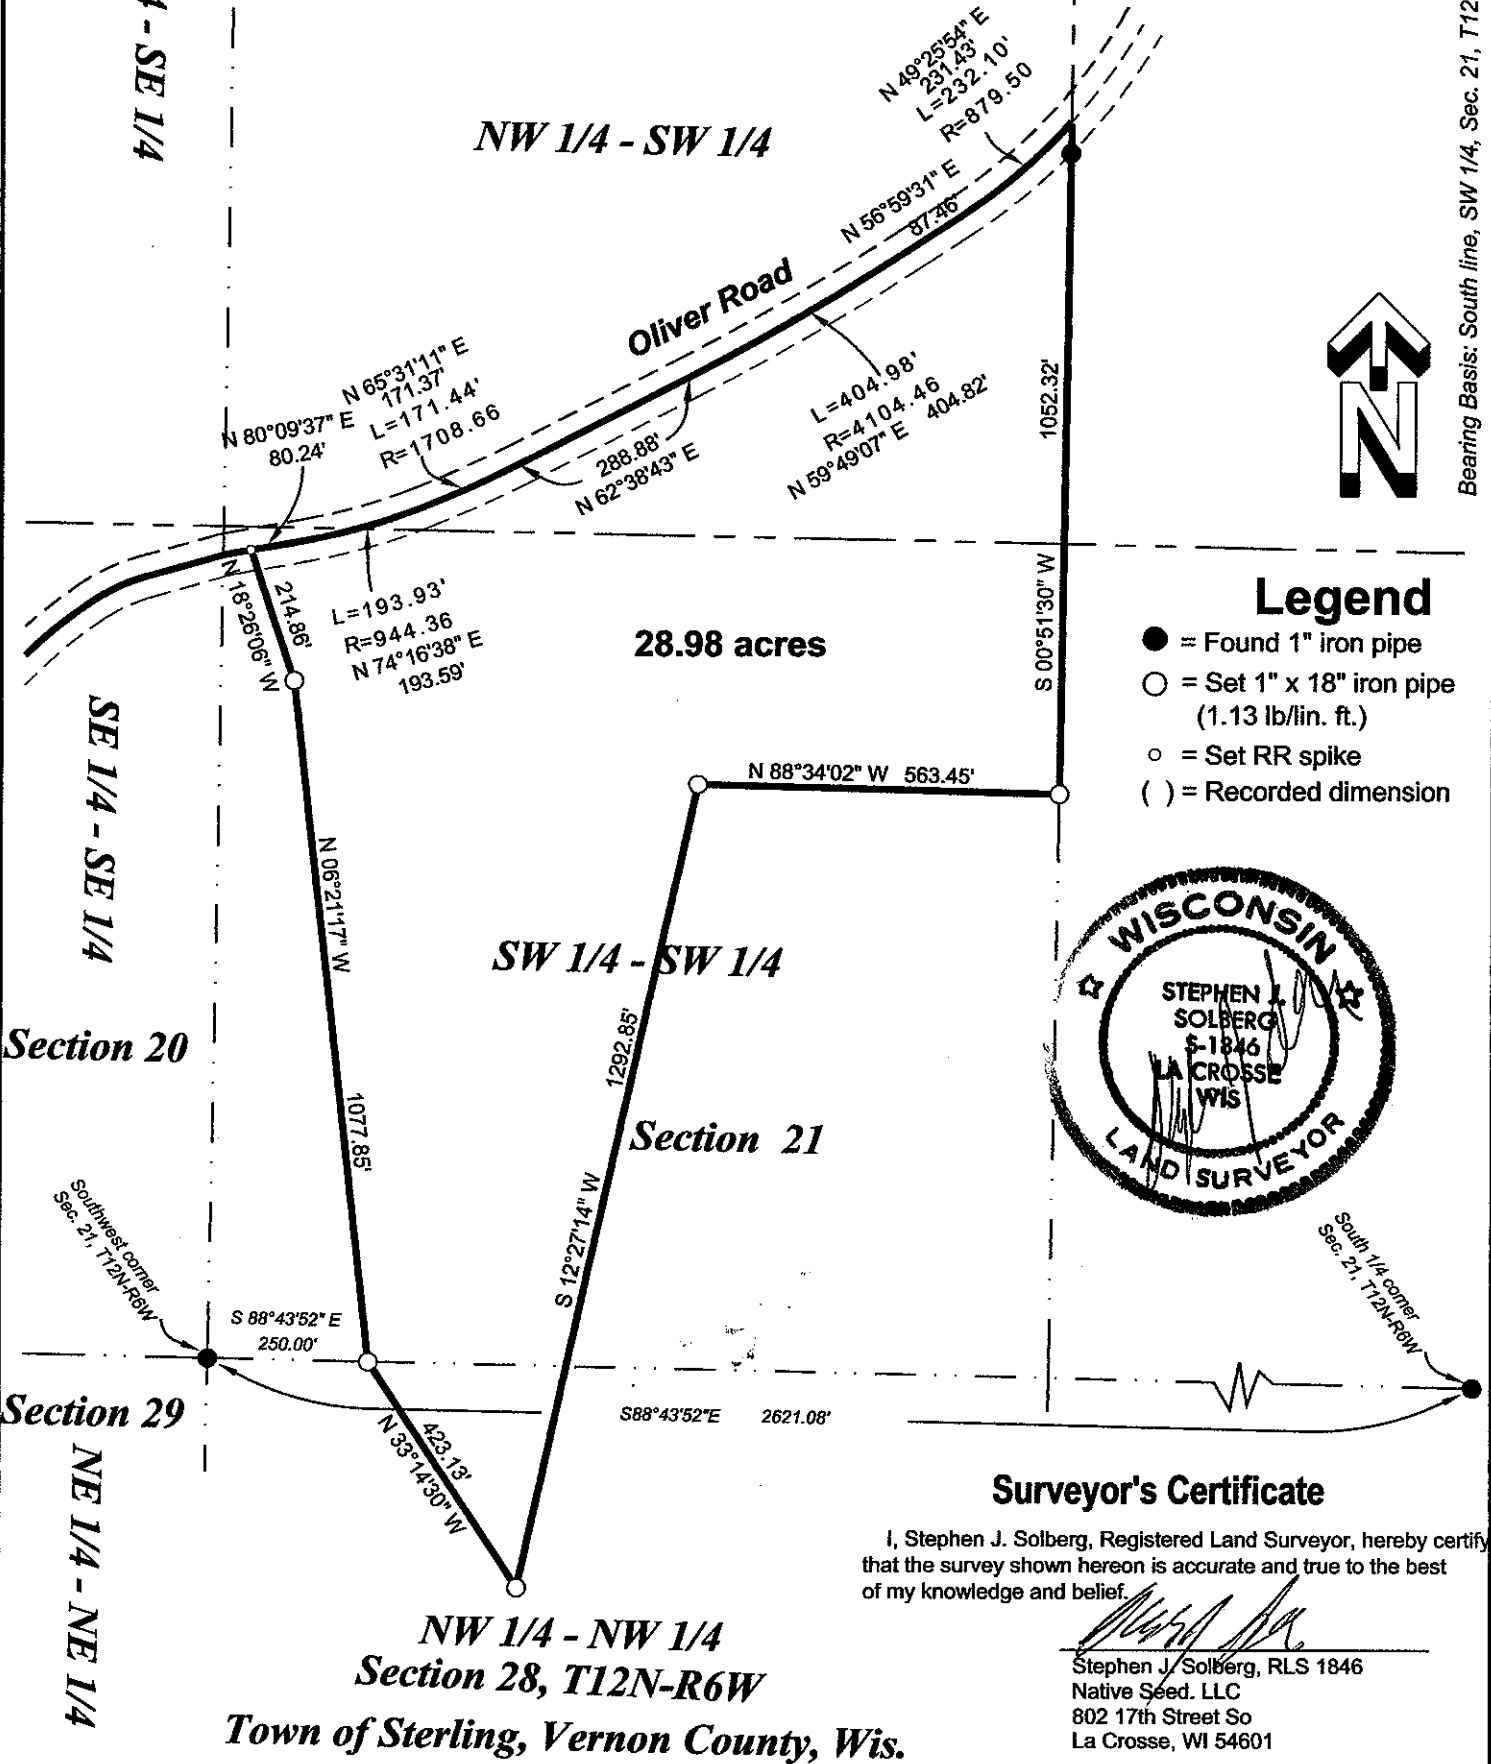 - SE 1/4
NW 1/4 - SW 1/4
N 49°25'54" E
231.43'
L=232.10'
R=879.50
Bearing Basis: South line, SW 1/4, Sec. 21, T12
N 56°59'31" E
87.46'
Oliver Road
N 65°31'11" E
171.37'
L=171.44'
R=1708.66
N 80°09'37" E
80.24'
288.88'
N 62°38'43" E
L=404.98'
R=4104.46
N 59°49'07" E 404.82'
1052.32'
S 00°51'30" W
N
214.86'
N 18°26'06" W
L=193.93'
R=944.36
N 74°16'38" E
193.59'
28.98 acres
Legend
= Found 1" iron pipe
= Set 1" x 18" iron pipe
(1.13 lb/lin. ft.)
= Set RR spike
( ) = Recorded dimension
SE 1/4 - SE 1/4
N 88°34'02" W 563.45'
N 06°21'17" W
1077.85'
SW 1/4 - SW 1/4
WISCONSIN
STEPHEN J.
SOLBERG
S-1846
LA CROSSE
WIS
LAND SURVEYOR
Section 20
1292.85'
S 12°27'14" W
Section 21
Southwest corner
Sec. 21, T12N-R6W
South 1/4 corner
Sec. 21, T12N-R6W
S 88°43'52" E
250.00'
Section 29
S88°43'52"E 2621.08'
423.13'
N 33°14'30" W
NE 1/4 - NE 1/4
Surveyor's Certificate
I, Stephen J. Solberg, Registered Land Surveyor, hereby certify
that the survey shown hereon is accurate and true to the best
of my knowledge and belief.
Stephen J. Solberg, RLS 1846
Native Seed. LLC
802 17th Street So
La Crosse, WI 54601
NW 1/4 - NW 1/4
Section 28, T12N-R6W
Town of Sterling, Vernon County, Wis.